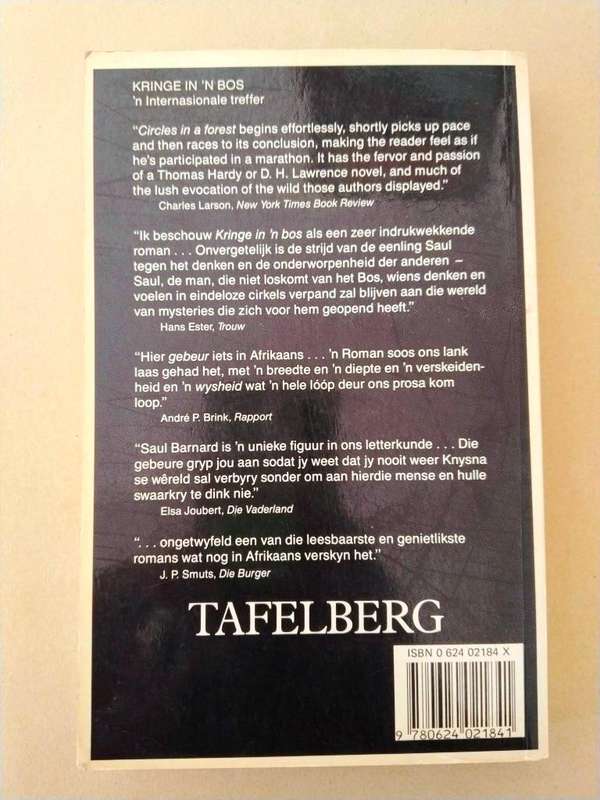 KRINGE IN 'N BOS
'n Internasionale treffer
“Circles in a forest begins effortlessly, shortly picks up pace
and then races to its conclusion, making the reader feel as if
he's participated in a marathon. It has the fervor and passion
of a Thomas Hardy or D. H. Lawrence novel, and much of
the lush evocation of the wild those authors displayed.”
Charles Larson, New York Times Book Review
“Ik beschouw Kringe in 'n bos als een zeer indrukwekkende
roman . . . Onvergetelijk is de strijd van de eenling Saul
tegen het denken en de onderworpenheid der anderen –
Saul, de man, die niet loskomt van het Bos, wiens denken en
voelen in eindeloze cirkels verpand zal blijven aan die wereld
van mysteries die zich voor hem geopend heeft.”
Hans Ester, Trouw
“Hier gebeur iets in Afrikaans . . . 'n Roman soos ons lank
laas gehad het, met 'n breedte en 'n diepte en 'n verskeiden-
heid en 'n wysheid wat 'n hele lóóp deur ons prosa kom
loop.”
André P. Brink, Rapport
“Saul Barnard is 'n unieke figuur in ons letterkunde . . . Die
gebeure gryp jou aan sodat jy weet dat jy nooit weer Knysna
se wêreld sal verbyry sonder om aan hierdie mense en hulle
swaarkry te dink nie.”
Elsa Joubert, Die Vaderland
“. . . ongetwyfeld een van die leesbaarste en genietlikste
romans wat nog in Afrikaans verskyn het.”
J. P. Smuts, Die Burger
TAFELBERG
ISBN 0 624 02184 X
9 780624 021841